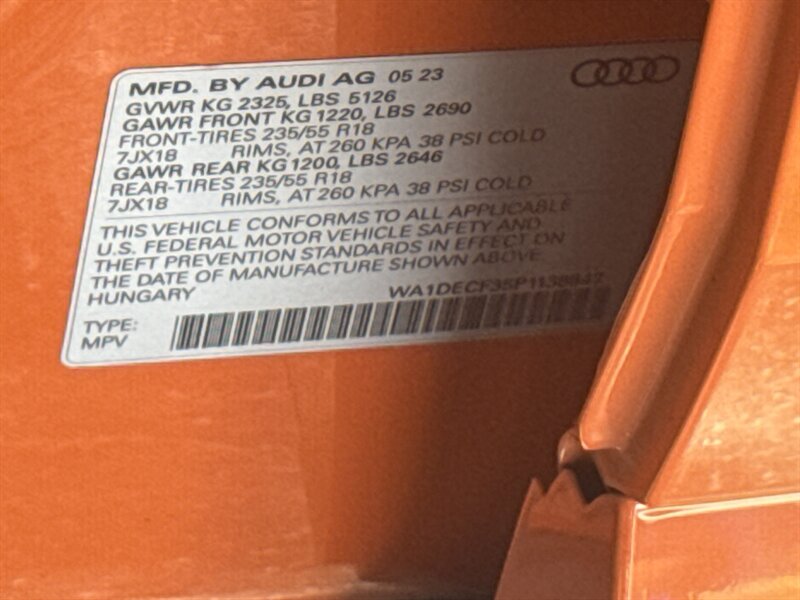 MFD. BY AUDI AG 05 23
GVWR KG 2325, LBS 5126
GAWR FRONT KG 1220, LBS 2690
FRONT-TIRES 235/55 R18
7JX18 RIMS, AT 260 KPA 38 PSI COLD
GAWR REAR KG 1200, LBS 2646
REAR-TIRES 235/55 R18
7JX18 RIMS, AT 260 KPA 38 PSI COLD
THIS VEHICLE CONFORMS TO ALL APPLICABLE
U.S. FEDERAL MOTOR VEHICLE SAFETY AND
THEFT PREVENTION STANDARDS IN EFFECT ON
THE DATE OF MANUFACTURE SHOWN ABOVE
HUNGARY
TYPE:
MPV